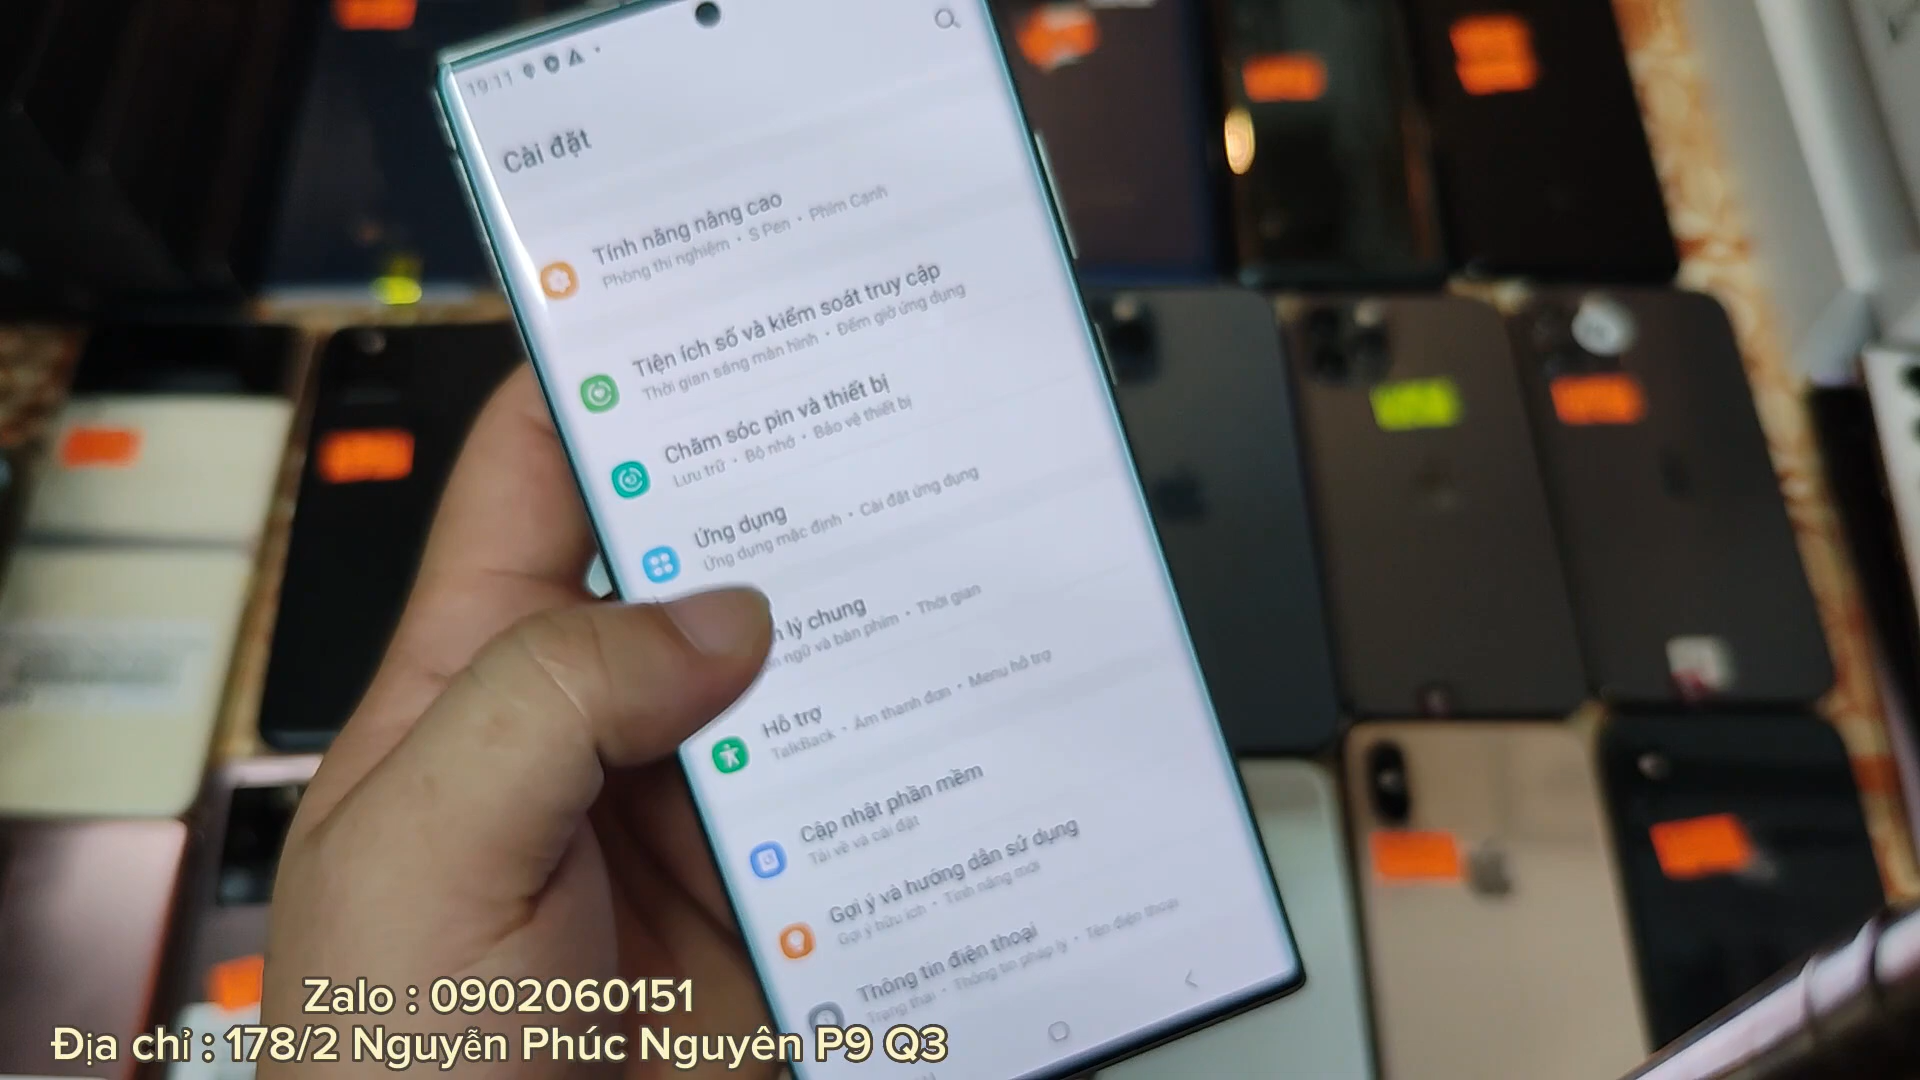 19:11
Cài đặt
Tính năng nâng cao
Phòng thí nghiệm • S Pen • Phím Cạnh
Tiện ích số và kiểm soát truy cập
Thời gian sáng màn hình • Đếm giờ ứng dụng
Chăm sóc pin và thiết bị
Lưu trữ • Bộ nhớ • Bảo vệ thiết bị
Ứng dụng
Ứng dụng mặc định • Cài đặt ứng dụng
lý chung
ngữ và bàn phím • Thời gian
Hỗ trợ
TalkBack • Âm thanh đơn • Menu hỗ trợ
Cập nhật phần mềm
Tải về và cài đặt
Gợi ý và hướng dẫn sử dụng
Gợi ý hữu ích • Tính năng mới
Thông tin điện thoại
Trạng thái • Thông tin pháp lý • Tên điện thoại
Zalo : 0902060151
Địa chỉ : 178/2 Nguyễn Phúc Nguyên P9 Q3